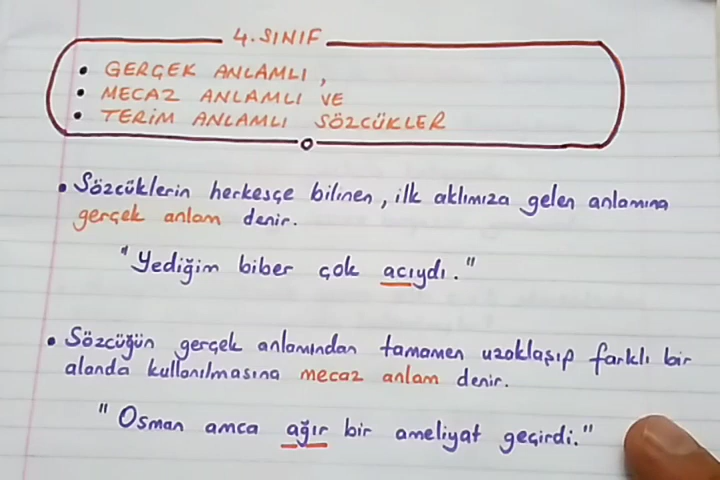 4. SINIF
• GERÇEK ANLAMLI,
• MECAZ ANLAMLI VE
• TERİM ANLAMLI SÖZCÜKLER
• Sözcüklerin herkesçe bilinen, ilk aklımıza gelen anlamına
gerçek anlam denir.
"Yediğim biber çok acıydı."
• Sözcüğün gerçek anlamından tamamen uzaklaşıp farklı bir
alanda kullanılmasına mecaz anlam denir.
"Osman amca ağır bir ameliyat geçirdi."